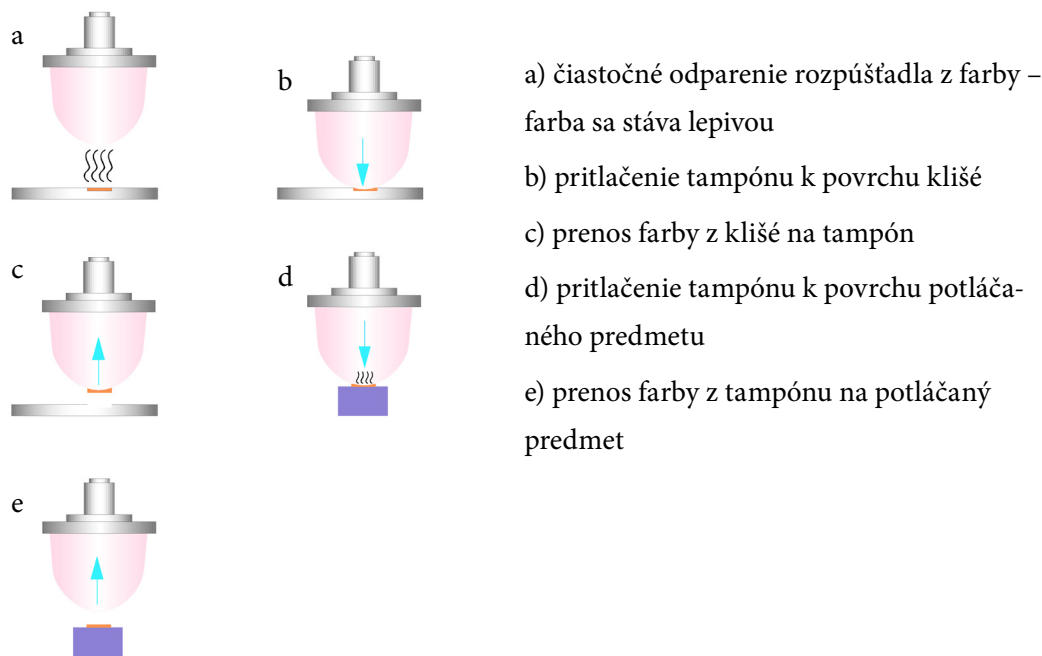 a
b
c
d
e
a) čiastočné odparenie rozpúšťadla z farby –
farba sa stáva lepivou
b) pritlačenie tampónu k povrchu klišé
c) prenos farby z klišé na tampón
d) pritlačenie tampónu k povrchu potláča-
ného predmetu
e) prenos farby z tampónu na potláčaný
predmet